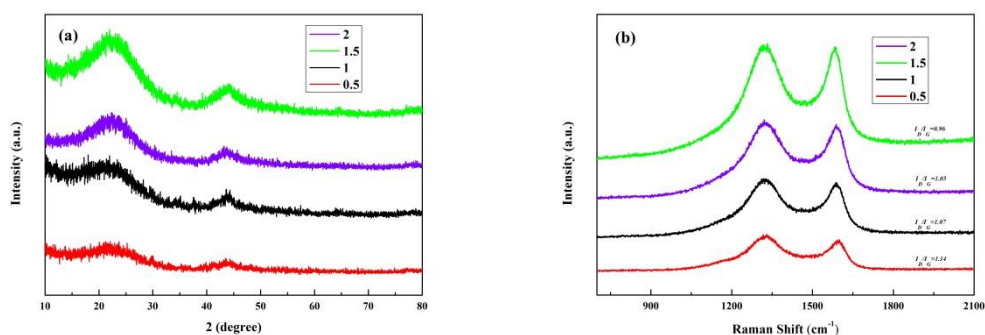 (a)
2
1.5
1
0.5
Intensity (a.u.)
10 20 30 40 50 60 70 80
2 (degree)
(b)
2
1.5
1
0.5
I_D/I_G=0.96
I_D/I_G=1.05
I_D/I_G=1.07
I_D/I_G=1.14
Intensity (a.u.)
900 1200 1500 1800 2100
Raman Shift (cm⁻¹)